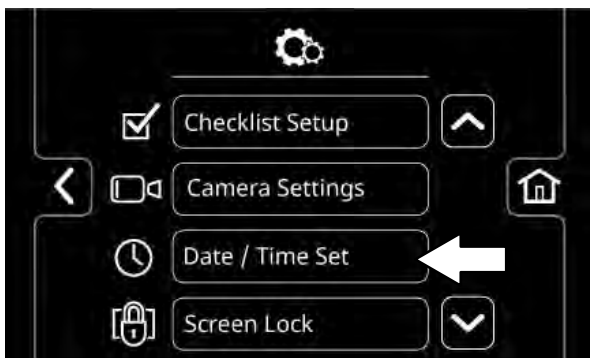 Checklist Setup
Camera Settings
Date / Time Set
Screen Lock